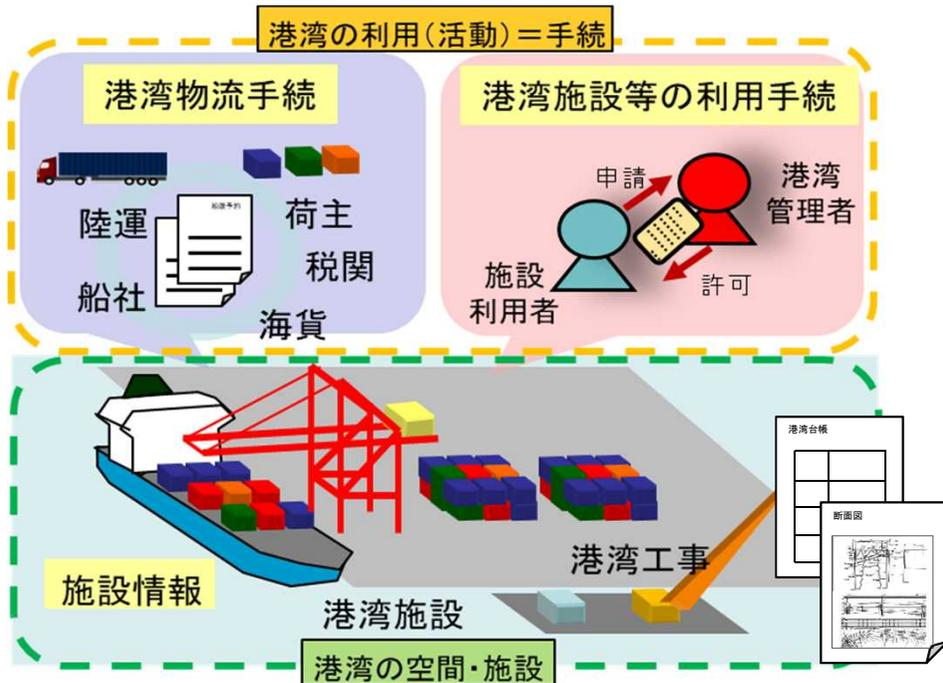 港湾の利用(活動)＝手続
港湾物流手続
陸運
船社
荷主
税関
海貨
港湾施設等の利用手続
申請
港湾
管理者
施設
利用者
許可
港湾台帳
断面図
港湾工事
施設情報
港湾施設
港湾の空間・施設